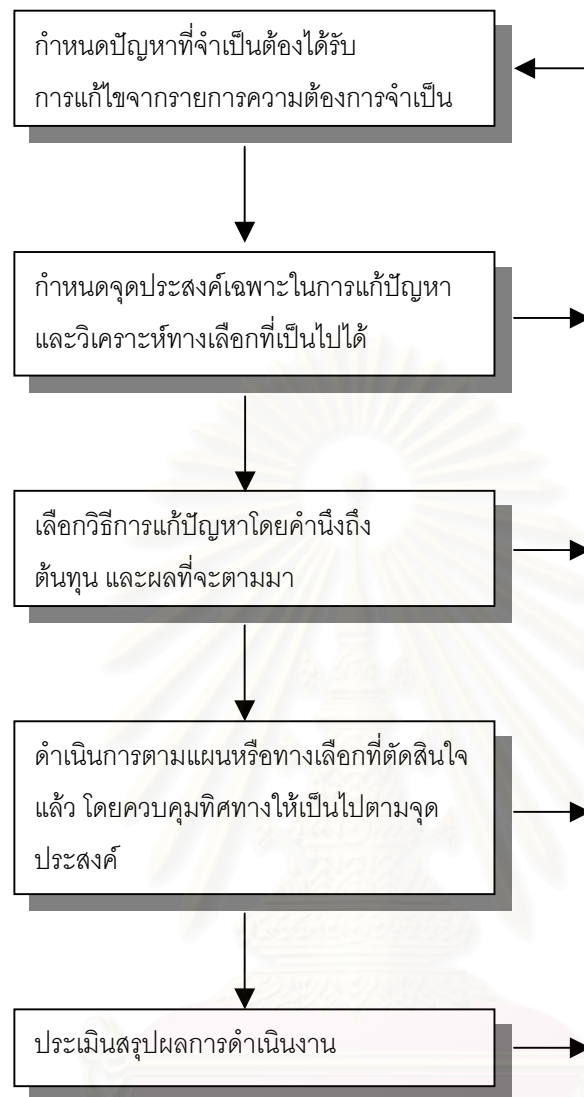 กำหนดปัญหาที่จำเป็นต้องได้รับ
การแก้ไขจากรายการความต้องการจำเป็น
กำหนดจุดประสงค์เฉพาะในการแก้ปัญหา
และวิเคราะห์ทางเลือกที่เป็นไปได้
เลือกวิธีการแก้ปัญหาโดยคำนึงถึง
ต้นทุน และผลที่จะตามมา
ดำเนินการตามแผนหรือทางเลือกที่ตัดสินใจ
แล้ว โดยควบคุมทิศทางให้เป็นไปตามจุด
ประสงค์
ประเมินสรุปผลการดำเนินงาน